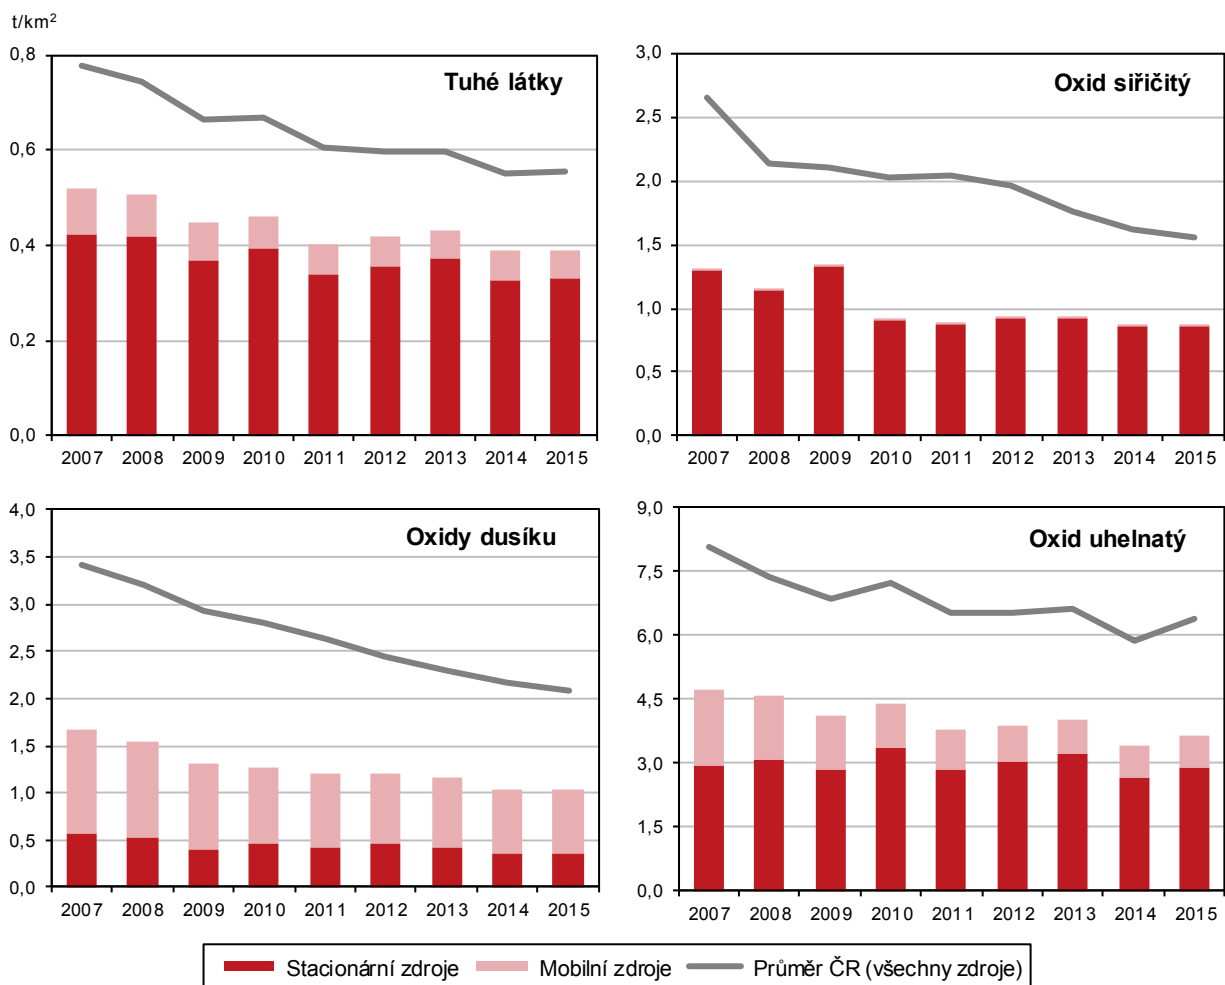 t/km²
Tuhé látky
0,8
0,6
0,4
0,2
0,0
2007 2008 2009 2010 2011 2012 2013 2014 2015
Oxid siřičitý
3,0
2,5
2,0
1,5
1,0
0,5
0,0
2007 2008 2009 2010 2011 2012 2013 2014 2015
Oxidy dusíku
4,0
3,5
3,0
2,5
2,0
1,5
1,0
0,5
0,0
2007 2008 2009 2010 2011 2012 2013 2014 2015
Oxid uhelnatý
9,0
7,5
6,0
4,5
3,0
1,5
0,0
2007 2008 2009 2010 2011 2012 2013 2014 2015
Stacionární zdroje Mobilní zdroje Průměr ČR (všechny zdroje)